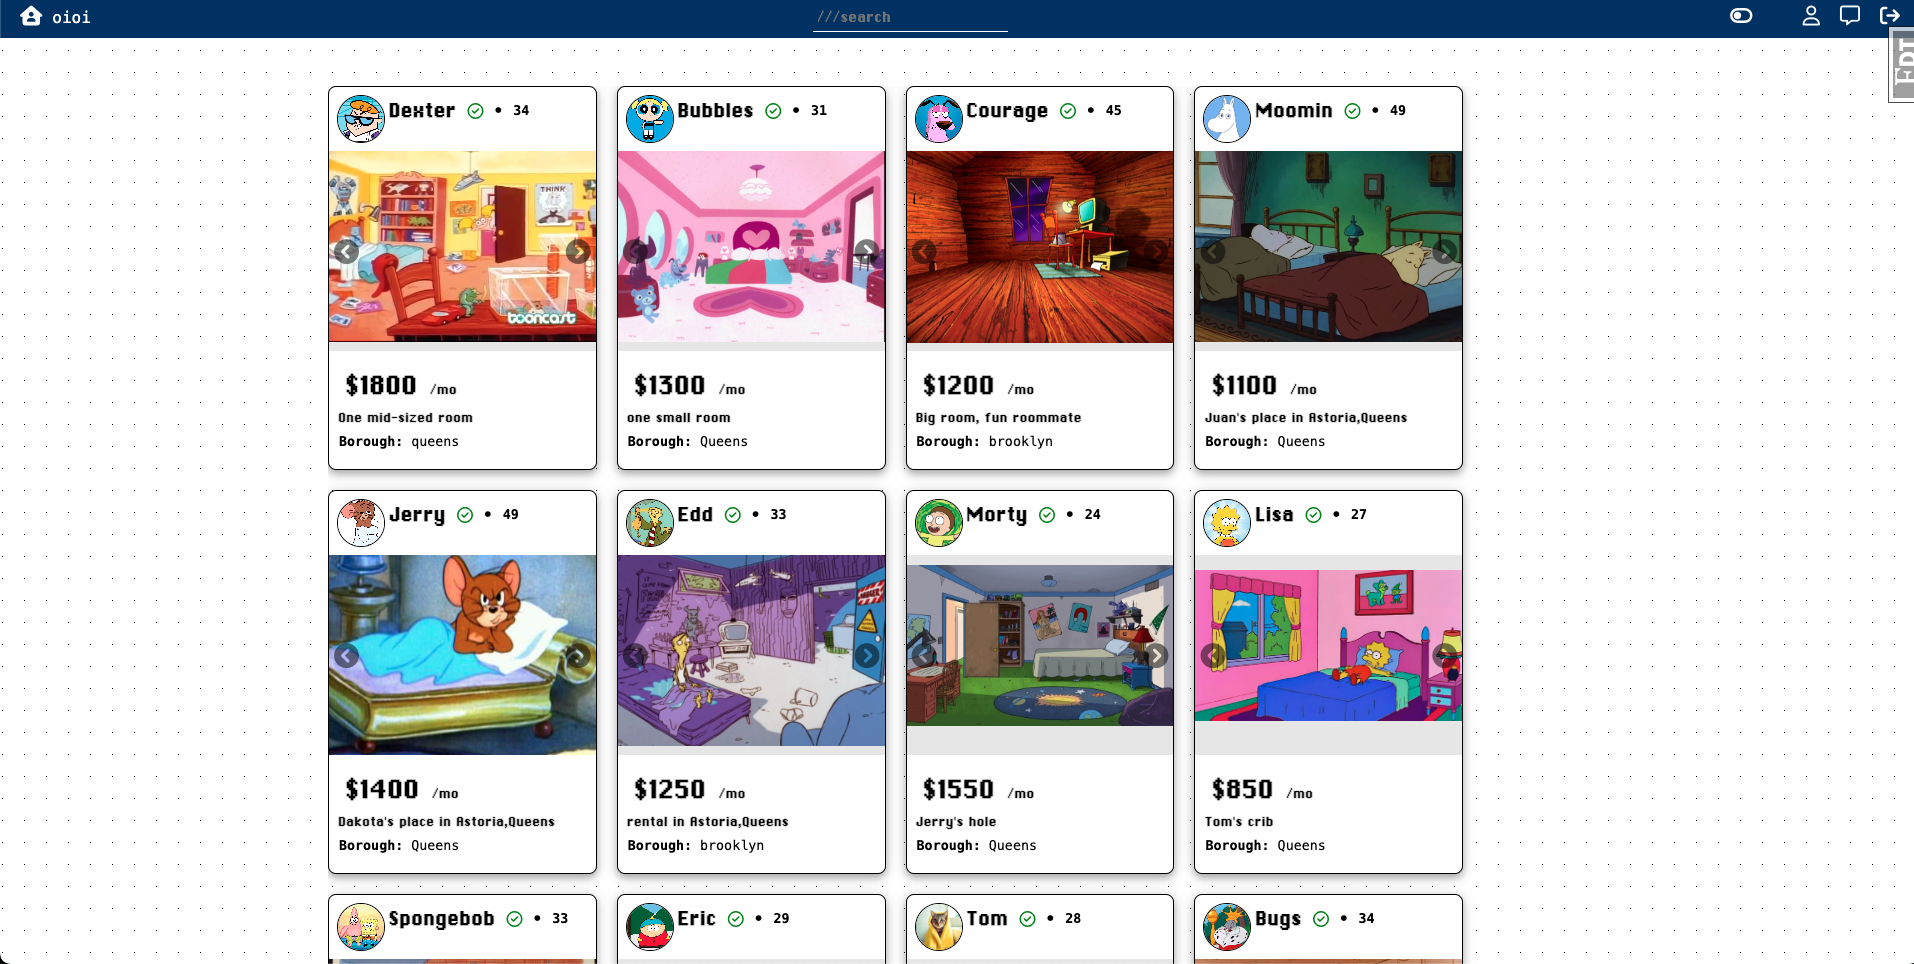 oioi
///search
EDT
Dexter • 34
Bubbles • 31
Courage • 45
Moomin • 49
THINK
tooncast
$1800 /mo
One mid-sized room
Borough: queens
$1300 /mo
one small room
Borough: Queens
$1200 /mo
Big room, fun roommate
Borough: brooklyn
$1100 /mo
Juan's place in Astoria,Queens
Borough: Queens
Jerry • 49
Edd • 33
Morty • 24
Lisa • 27
$1400 /mo
Dakota's place in Astoria,Queens
Borough: Queens
$1250 /mo
rental in Astoria,Queens
Borough: brooklyn
$1550 /mo
Jerry's hole
Borough: Queens
$850 /mo
Tom's crib
Borough: Queens
Spongebob • 33
Eric • 29
Tom • 28
Bugs • 34